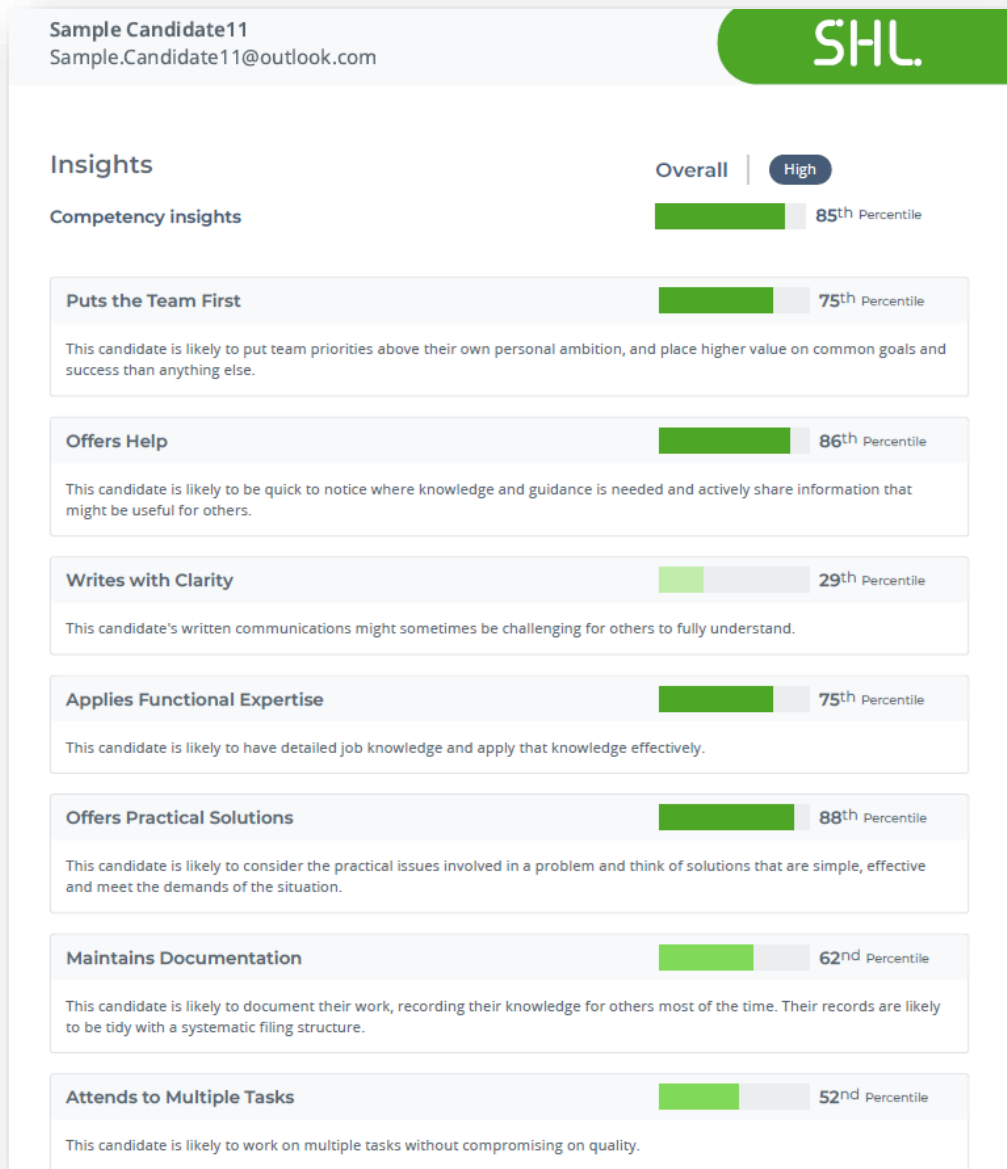 Sample Candidate11
Sample.Candidate11@outlook.com
SHL.
Insights
Overall
High
Competency insights
85th Percentile
Puts the Team First
75th Percentile
This candidate is likely to put team priorities above their own personal ambition, and place higher value on common goals and
success than anything else.
Offers Help
86th Percentile
This candidate is likely to be quick to notice where knowledge and guidance is needed and actively share information that
might be useful for others.
Writes with Clarity
29th Percentile
This candidate's written communications might sometimes be challenging for others to fully understand.
Applies Functional Expertise
75th Percentile
This candidate is likely to have detailed job knowledge and apply that knowledge effectively.
Offers Practical Solutions
88th Percentile
This candidate is likely to consider the practical issues involved in a problem and think of solutions that are simple, effective
and meet the demands of the situation.
Maintains Documentation
62nd Percentile
This candidate is likely to document their work, recording their knowledge for others most of the time. Their records are likely
to be tidy with a systematic filing structure.
Attends to Multiple Tasks
52nd Percentile
This candidate is likely to work on multiple tasks without compromising on quality.